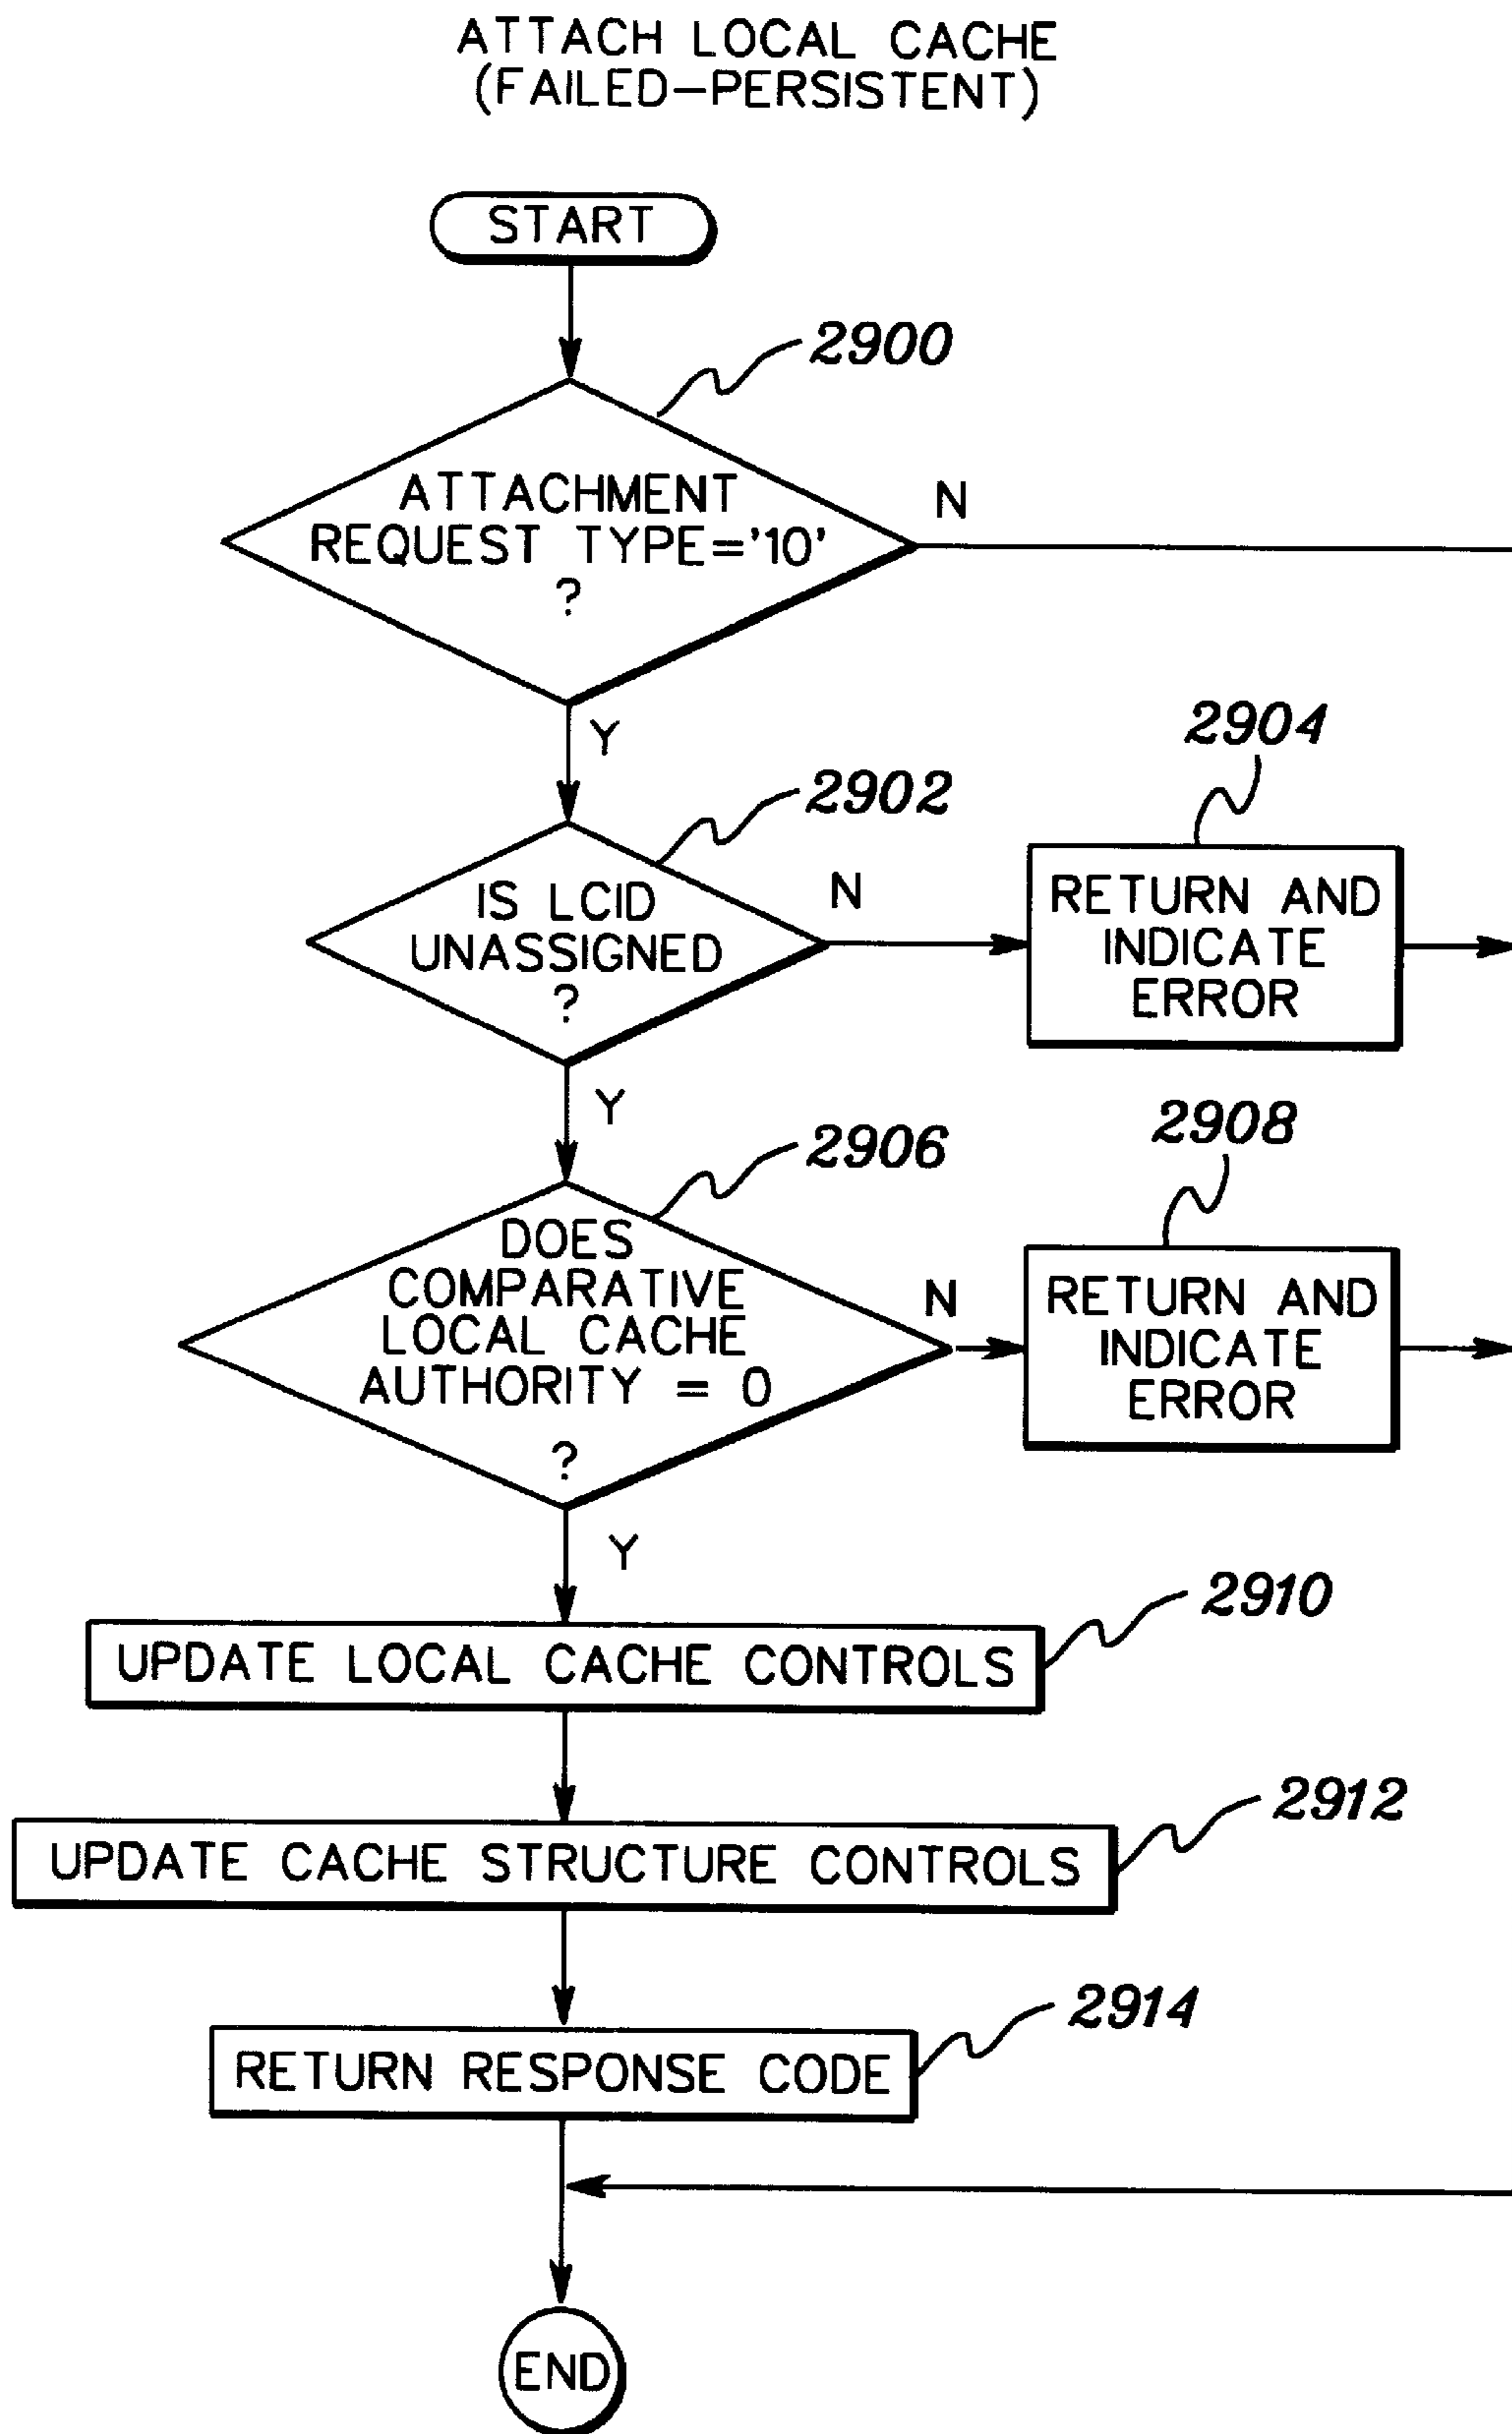 ATTACH LOCAL CACHE
(FAILED-PERSISTENT)
START
2900
ATTACHMENT
REQUEST TYPE='10'
?
N
Y
2902
IS LCID
UNASSIGNED
?
N
2904
RETURN AND
INDICATE
ERROR
Y
2906
DOES
COMPARATIVE
LOCAL CACHE
AUTHORITY = 0
?
N
2908
RETURN AND
INDICATE
ERROR
Y
2910
UPDATE LOCAL CACHE CONTROLS
2912
UPDATE CACHE STRUCTURE CONTROLS
2914
RETURN RESPONSE CODE
END